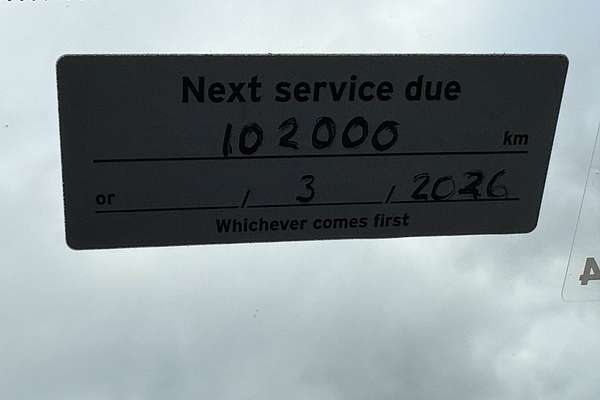 Next service due
102000 km
or / 3 / 2026
Whichever comes first
A